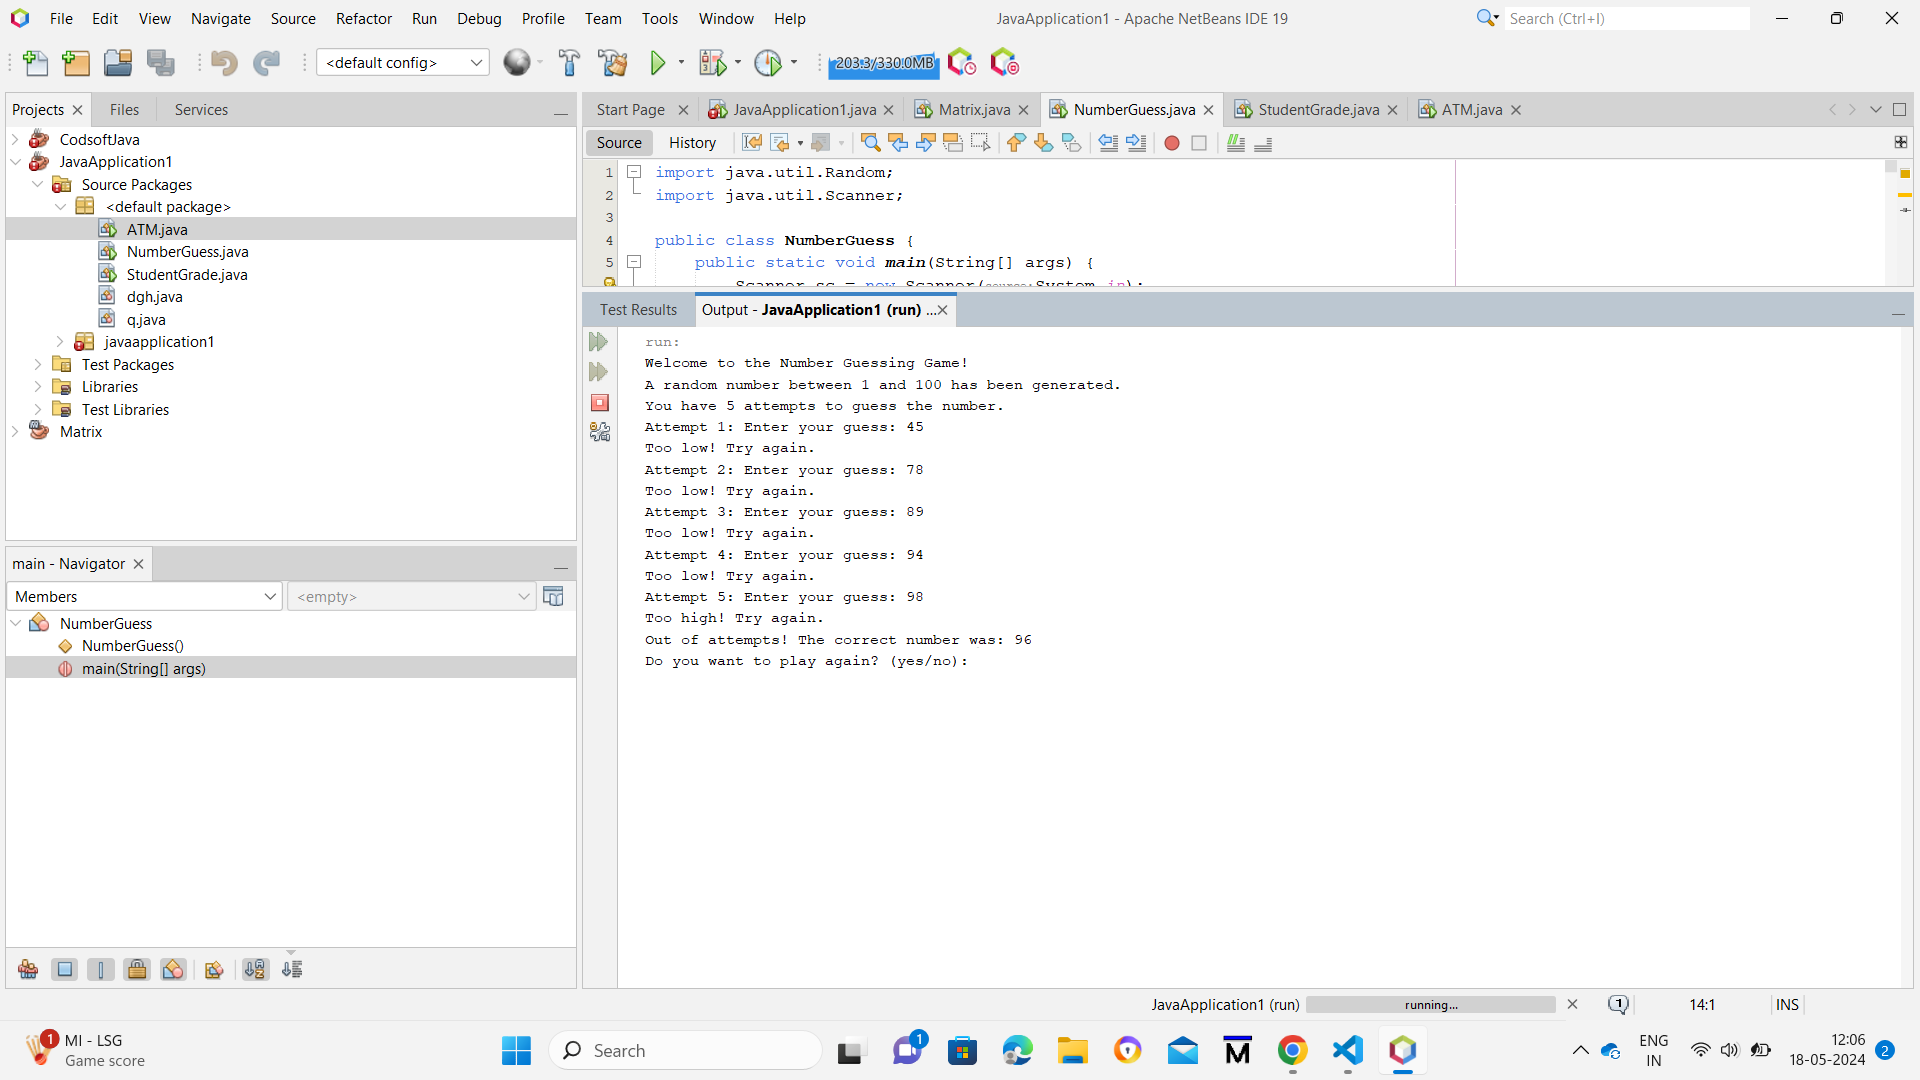 File Edit View Navigate Source Refactor Run Debug Profile Team Tools Window Help
JavaApplication1 - Apache NetBeans IDE 19
Search (Ctrl+I)
<default config>
203.3/330.0MB
Projects Files Services
CodsoftJava
JavaApplication1
Source Packages
<default package>
ATM.java
NumberGuess.java
StudentGrade.java
dgh.java
q.java
javaapplication1
Test Packages
Libraries
Test Libraries
Matrix
main - Navigator
Members
<empty>
NumberGuess
NumberGuess()
main(String[] args)
Start Page JavaApplication1.java Matrix.java NumberGuess.java StudentGrade.java ATM.java
Source History
1 import java.util.Random;
2 import java.util.Scanner;
3
4 public class NumberGuess {
5 public static void main(String[] args) {
Scanner sc = new Scanner(source:System.in);
Test Results Output - JavaApplication1 (run) ...
run:
Welcome to the Number Guessing Game!
A random number between 1 and 100 has been generated.
You have 5 attempts to guess the number.
Attempt 1: Enter your guess: 45
Too low! Try again.
Attempt 2: Enter your guess: 78
Too low! Try again.
Attempt 3: Enter your guess: 89
Too low! Try again.
Attempt 4: Enter your guess: 94
Too low! Try again.
Attempt 5: Enter your guess: 98
Too high! Try again.
Out of attempts! The correct number was: 96
Do you want to play again? (yes/no):
JavaApplication1 (run) running... 1 14:1 INS
1 MI - LSG
Game score
Search
1
M
ENG
IN
12:06
18-05-2024
2